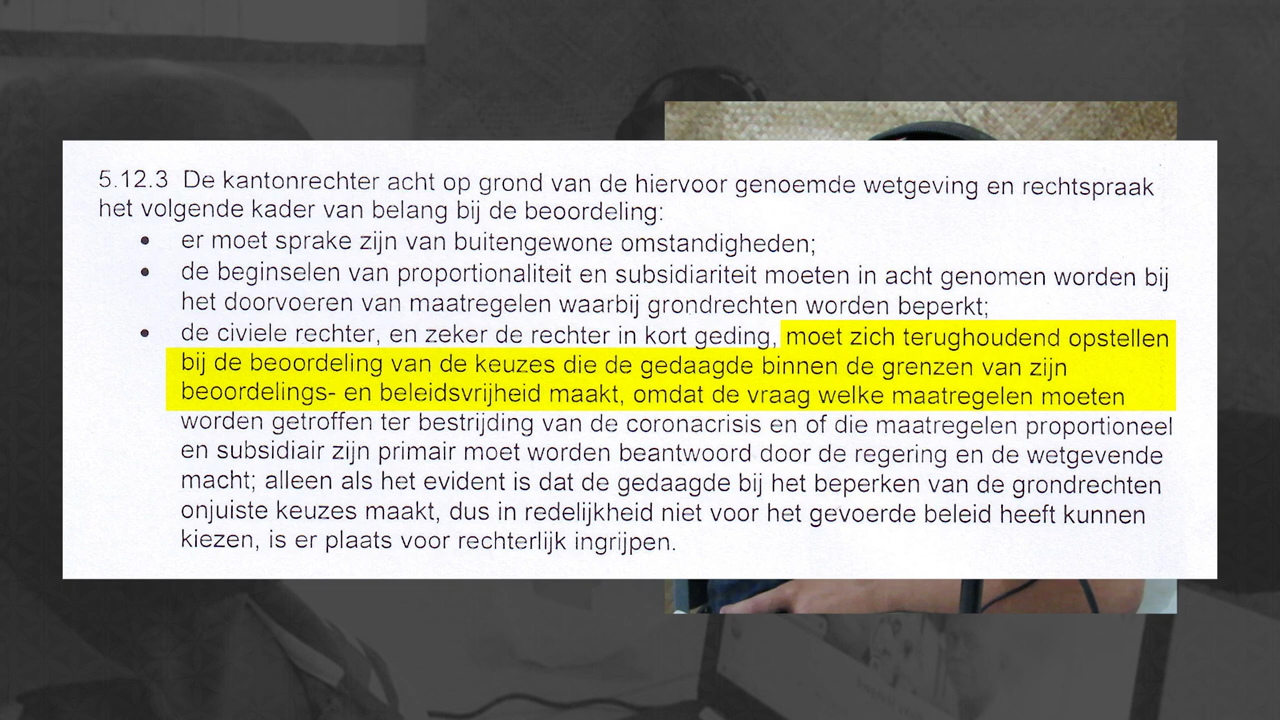 5.12.3 De kantonrechter acht op grond van de hiervoor genoemde wetgeving en rechtspraak
het volgende kader van belang bij de beoordeling:
• er moet sprake zijn van buitengewone omstandigheden;
• de beginselen van proportionaliteit en subsidiariteit moeten in acht genomen worden bij
het doorvoeren van maatregelen waarbij grondrechten worden beperkt;
• de civiele rechter, en zeker de rechter in kort geding, moet zich terughoudend opstellen
bij de beoordeling van de keuzes die de gedaagde binnen de grenzen van zijn
beoordelings- en beleidsvrijheid maakt, omdat de vraag welke maatregelen moeten
worden getroffen ter bestrijding van de coronacrisis en of die maatregelen proportioneel
en subsidiair zijn primair moet worden beantwoord door de regering en de wetgevende
macht; alleen als het evident is dat de gedaagde bij het beperken van de grondrechten
onjuiste keuzes maakt, dus in redelijkheid niet voor het gevoerde beleid heeft kunnen
kiezen, is er plaats voor rechterlijk ingrijpen.